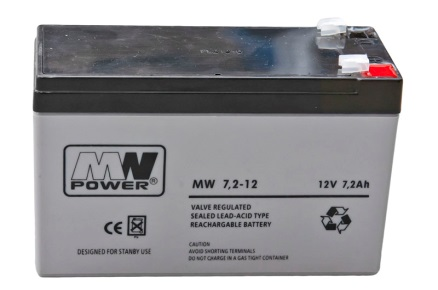 MW
POWER®
MW 7,2-12
12V 7,2Ah
VALVE REGULATED
SEALED LEAD-ACID TYPE
REACHARGABLE BATTERY
CE
DESIGNED FOR STANBY USE
CAUTION
AVOID SHORTING TERMINALS
DO NOT CHARGE IN A GAS TIGHT CONTAINER